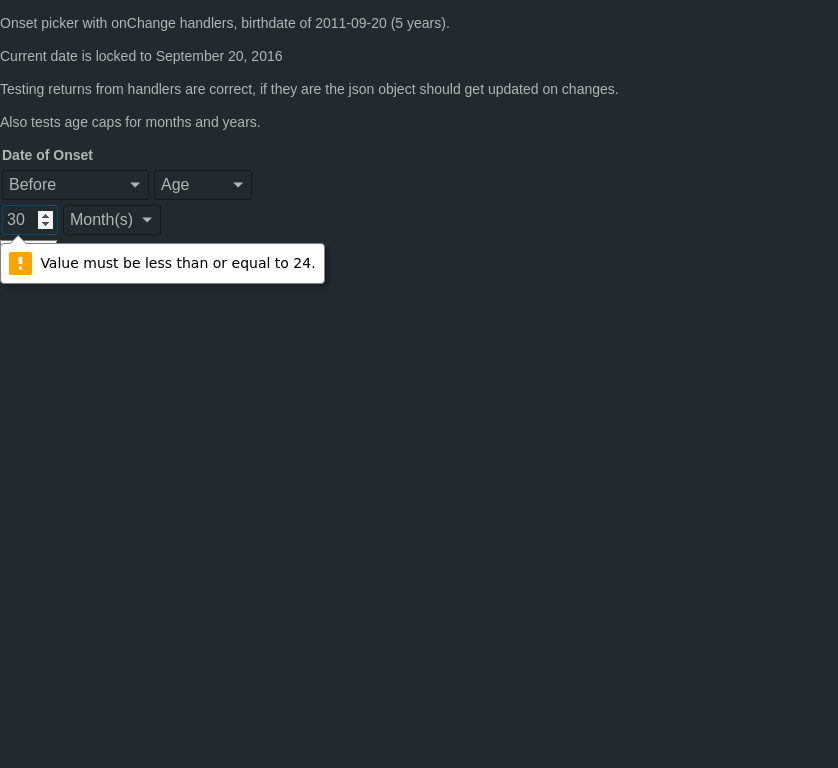 Onset picker with onChange handlers, birthdate of 2011-09-20 (5 years).
Current date is locked to September 20, 2016
Testing returns from handlers are correct, if they are the json object should get updated on changes.
Also tests age caps for months and years.
Date of Onset
Before Age
30 Month(s)
Value must be less than or equal to 24.